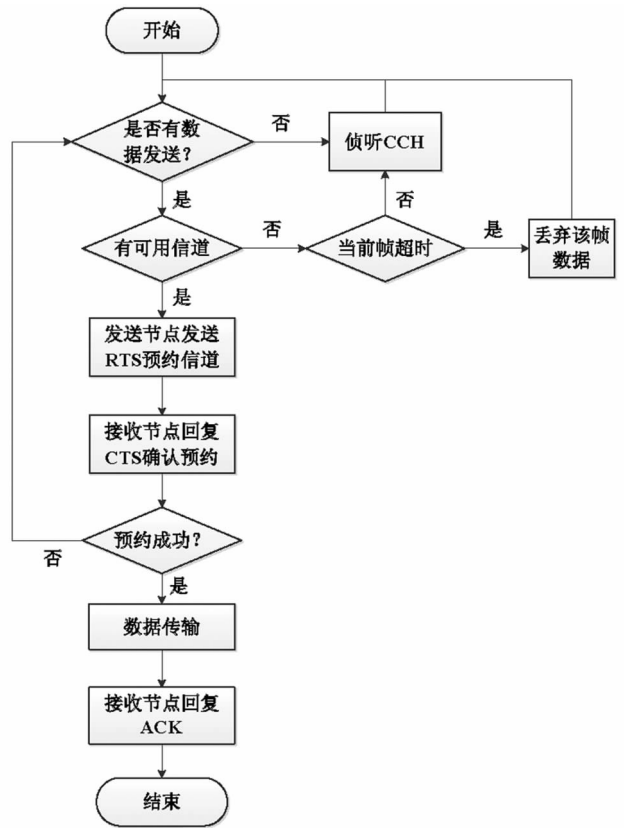 开始
是否有数
据发送？
否
侦听CCH
是
否
有可用信道
否
当前帧超时
是
丢弃该帧
数据
是
发送节点发送
RTS预约信道
接收节点回复
CTS确认预约
预约成功？
否
是
数据传输
接收节点回复
ACK
结束